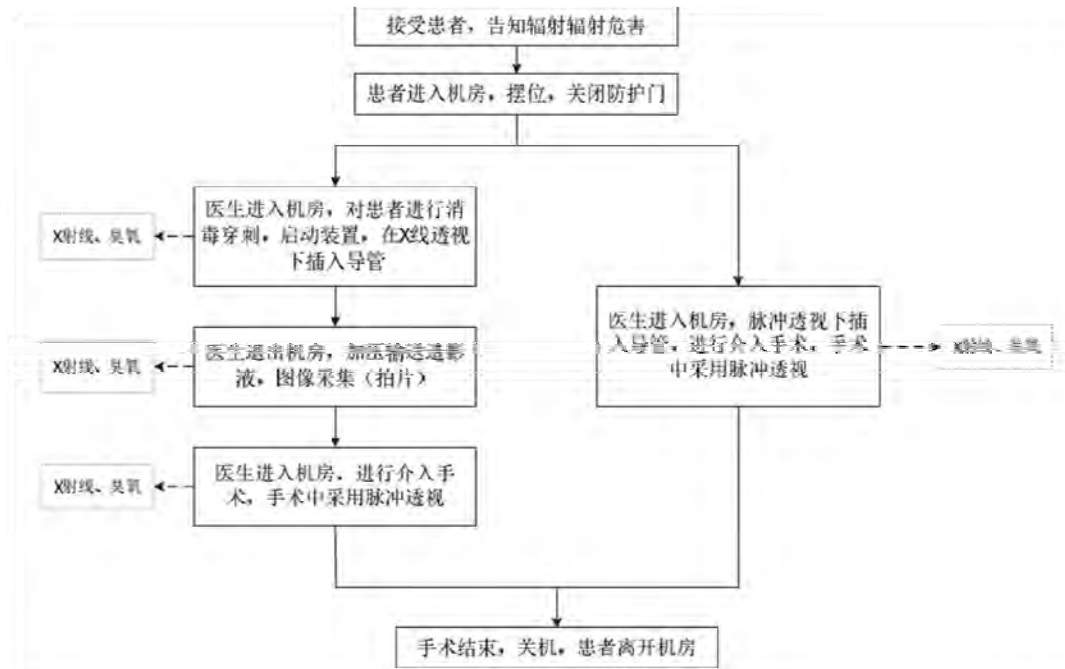 接受患者，告知辐射辐射危害
患者进入机房，摆位，关闭防护门
医生进入机房，对患者进行消
毒穿刺，启动装置，在X线透视
下插入导管
X射线、臭氧
医生退出机房，加压输送造影
液，图像采集（拍片）
X射线、臭氧
医生进入机房、进行介入手
术，手术中采用脉冲透视
X射线、臭氧
医生进入机房，脉冲透视下插
入导管，进行介入手术，手术
中采用脉冲透视
X射线、臭氧
手术结束，关机，患者离开机房